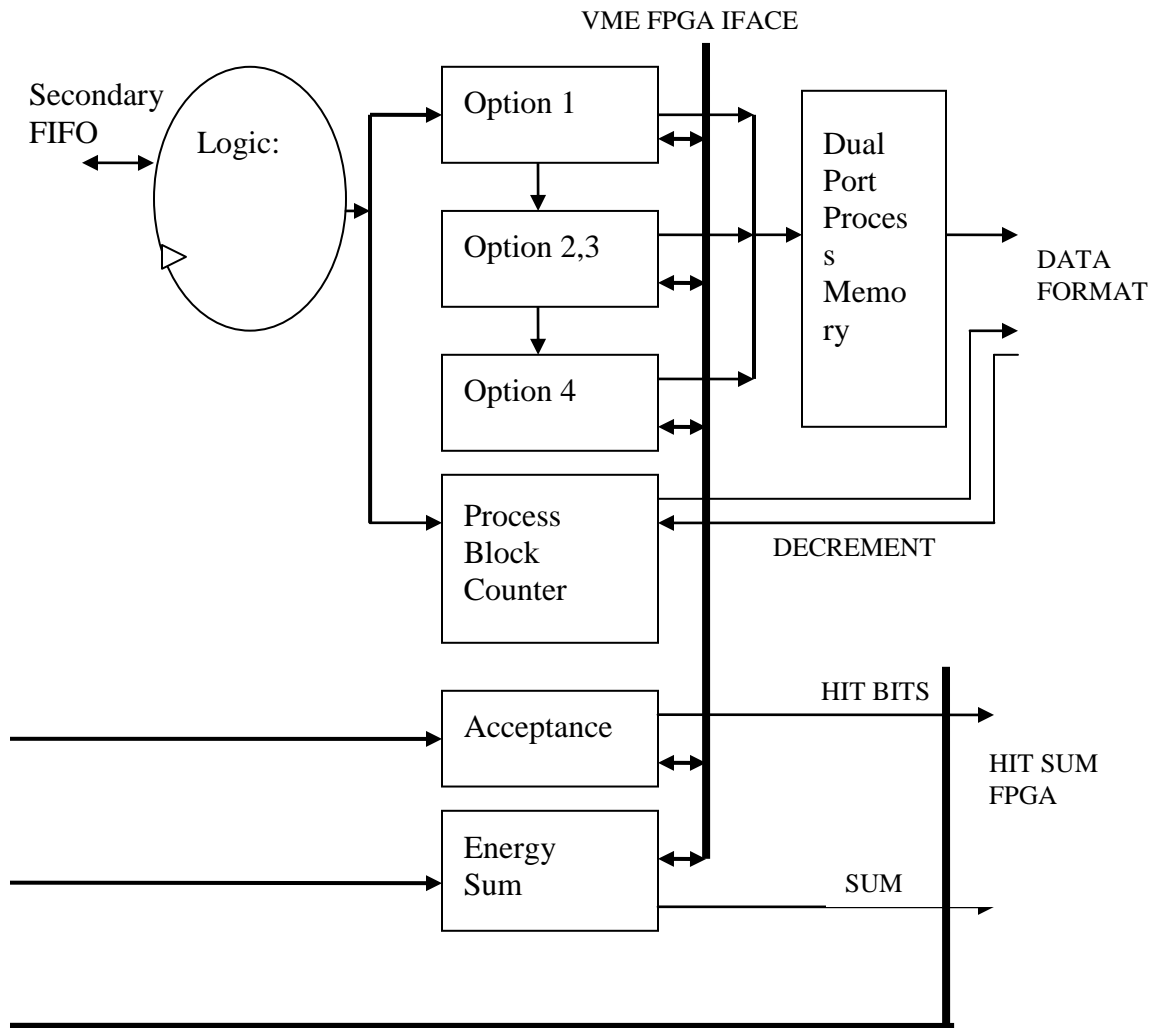 VME FPGA IFACE
Secondary
FIFO
Logic:
Option 1
Option 2,3
Option 4
Dual
Port
Proces
s
Memo
ry
DATA
FORMAT
Process
Block
Counter
DECREMENT
Acceptance
HIT BITS
HIT SUM
FPGA
Energy
Sum
SUM